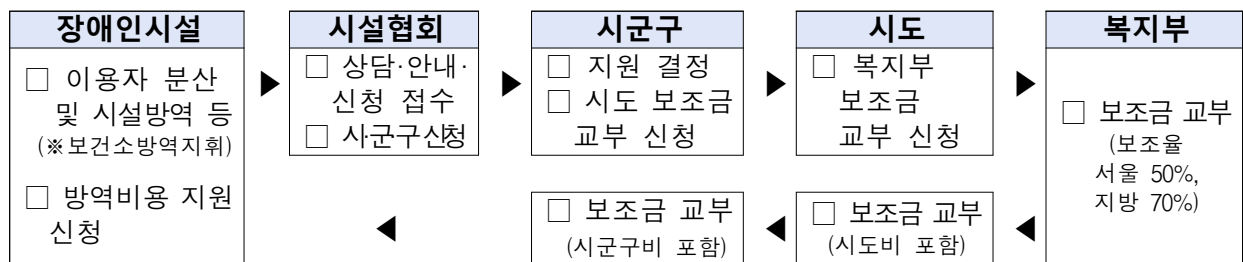 장애인시설
□ 이용자 분산
및 시설방역 등
(※보건소방역지휘)
□ 방역비용 지원
신청
▶
시설협회
□ 상담·안내·
신청 접수
□ 시·군구신청
▶
시군구
□ 지원 결정
□ 시도 보조금
교부 신청
▶
시도
□ 복지부
보조금
교부 신청
▶
복지부
□ 보조금 교부
(보조율
서울 50%,
지방 70%)
◀
□ 보조금 교부
(시도비 포함)
◀
□ 보조금 교부
(시군구비 포함)
◀